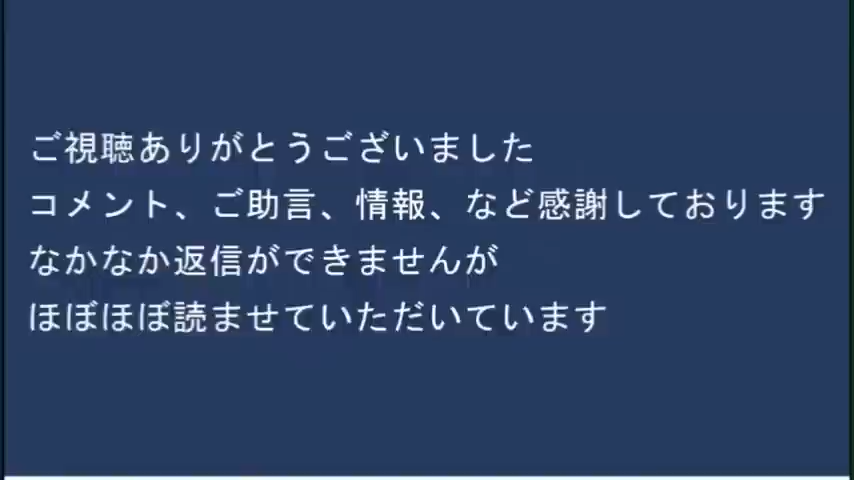 ご視聴ありがとうございました
コメント、ご助言、情報、など感謝しております
なかなか返信ができませんが
ほぼほぼ読ませていただいています